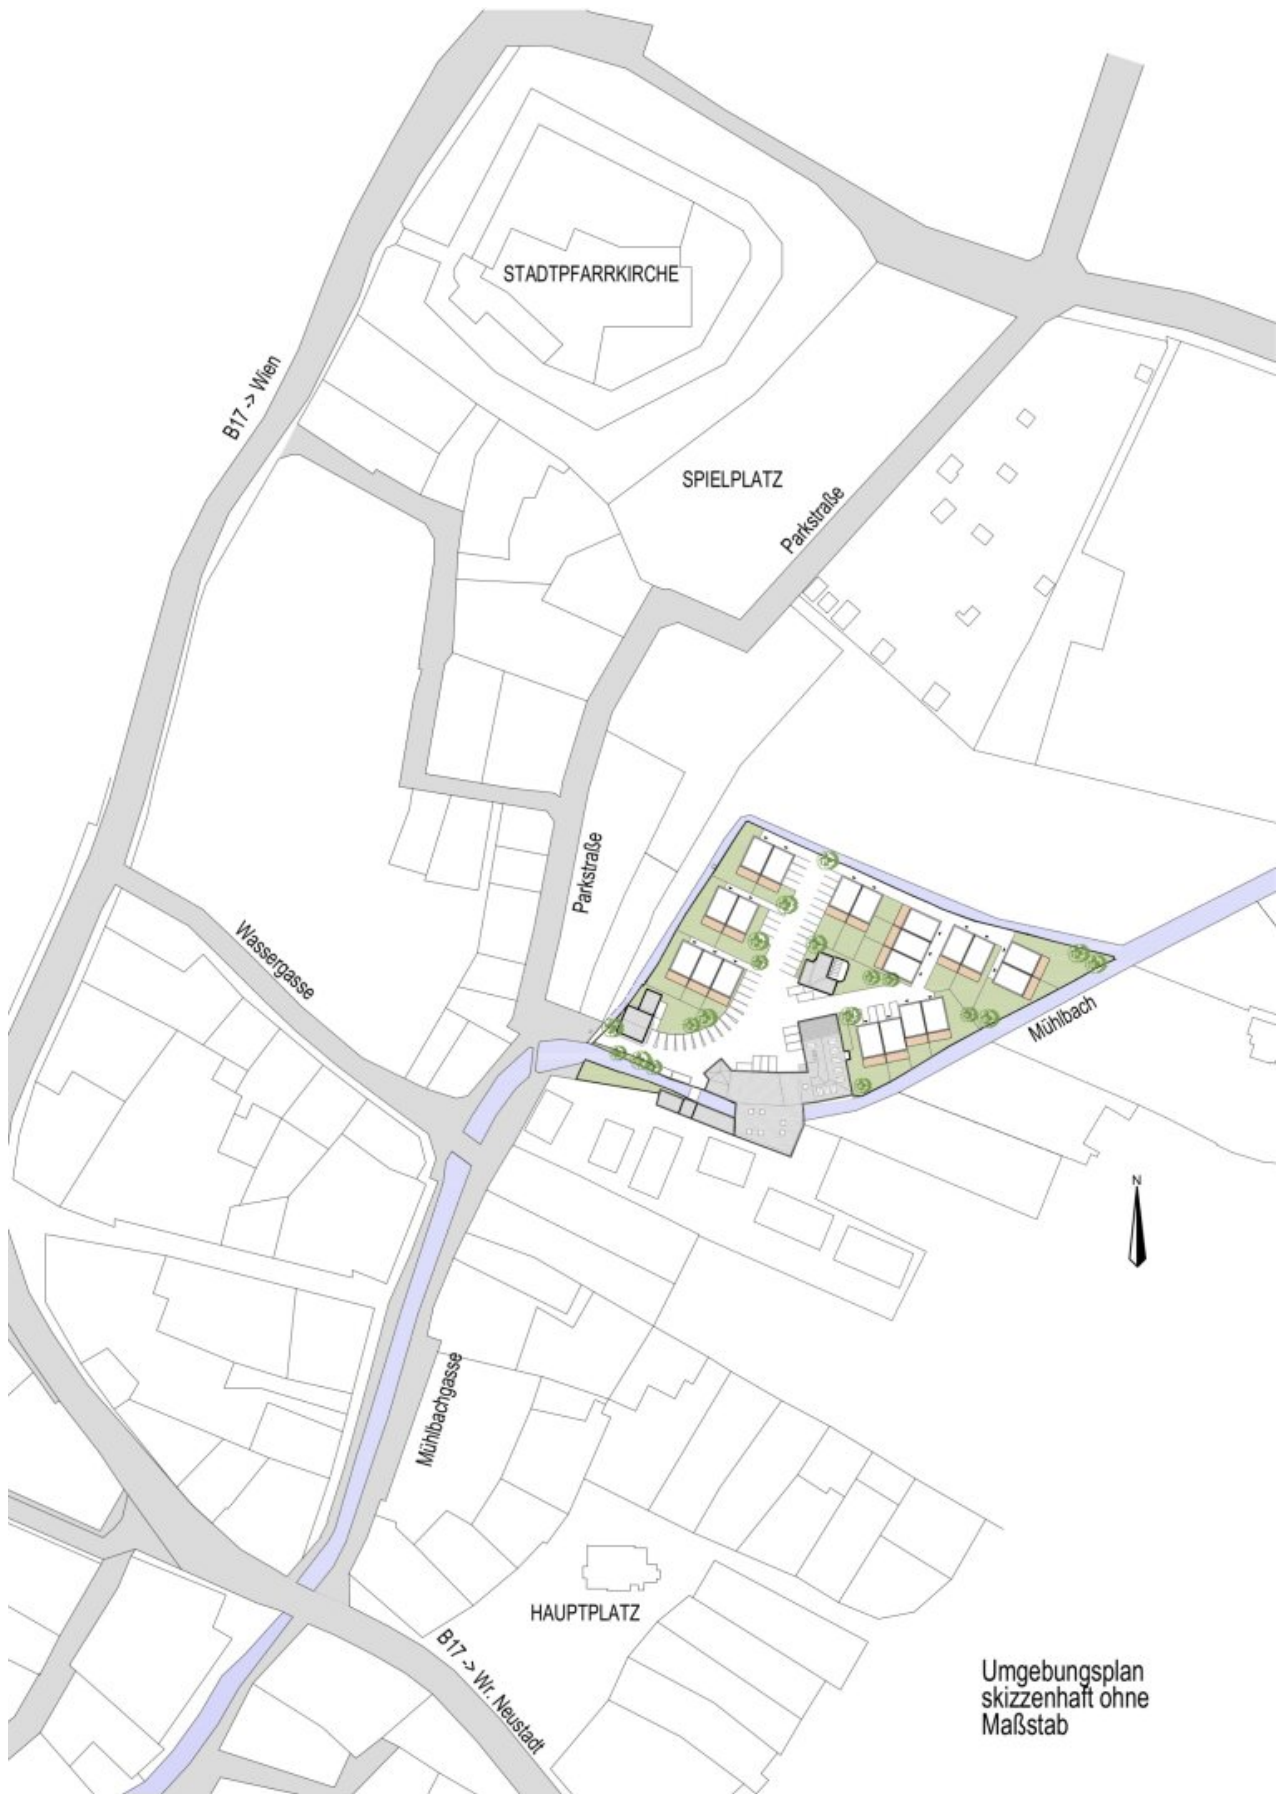 STADTPFARRKIRCHE
B17 -> Wien
SPIELPLATZ
Parkstraße
Parkstraße
Wassergasse
Mühlbach
N
Mühlbachgasse
HAUPTPLATZ
B17 -> Wr. Neustadt
Umgebungsplan
skizzenhaft ohne
Maßstab